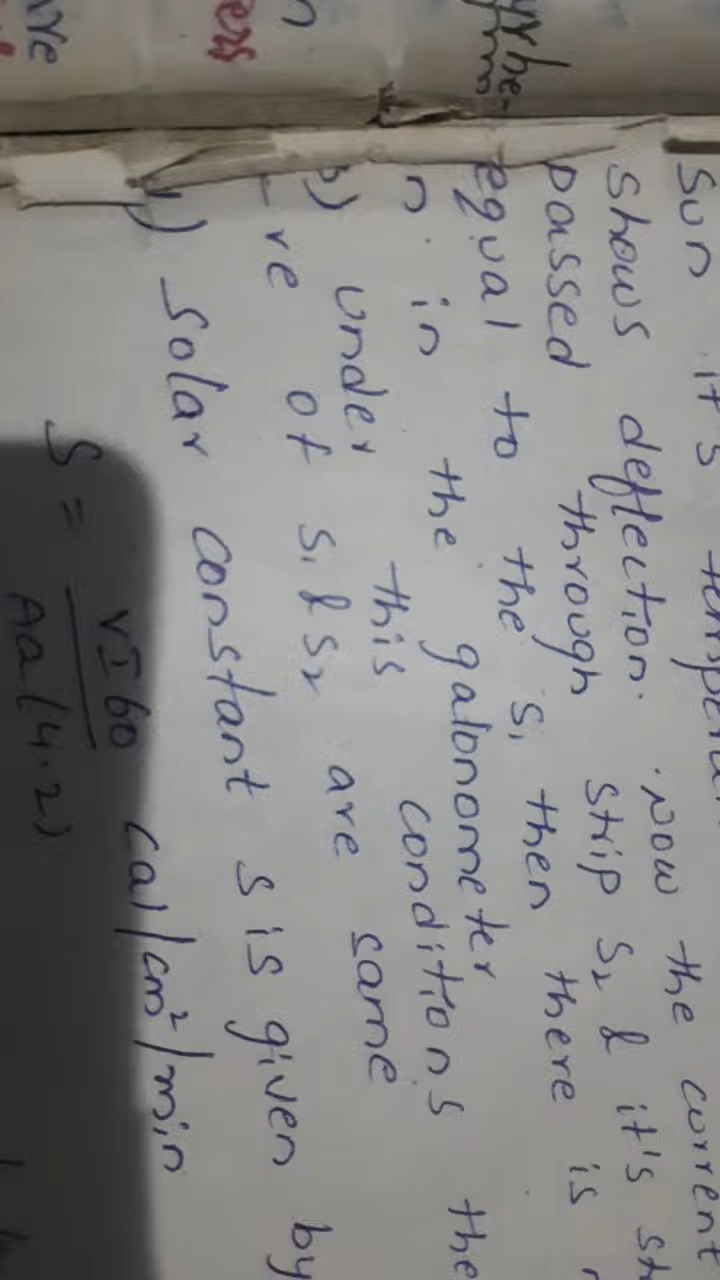 Sun it's
shows deflection. Now the current
passed through strip S₂ & it's
equal to the S₁ then there is
n. in the galonometer
) under this conditions the
-re of S₁ & S₂ are same
) Solar constant S is given by
S = VI60 / Aa(4.2) cal/cm²/min